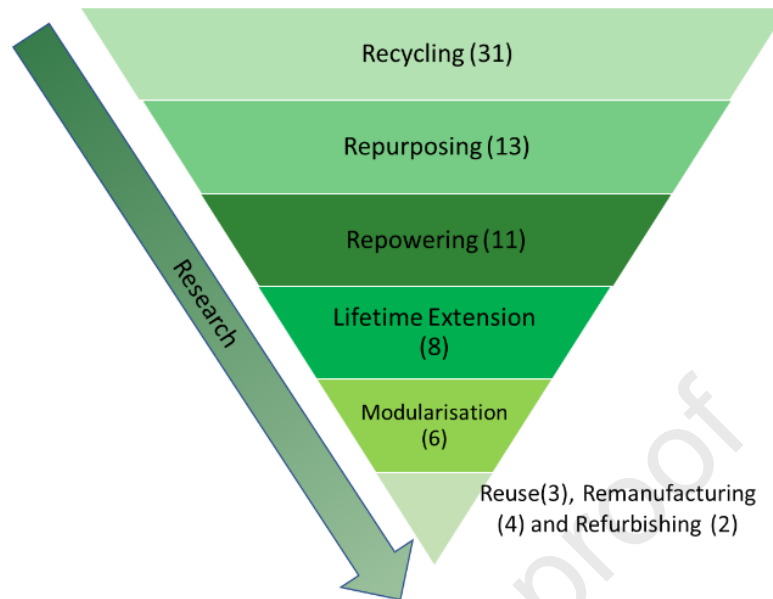 Recycling (31)
Repurposing (13)
Repowering (11)
Lifetime Extension
(8)
Modularisation
(6)
Reuse(3), Remanufacturing
(4) and Refurbishing (2)
Research
proof